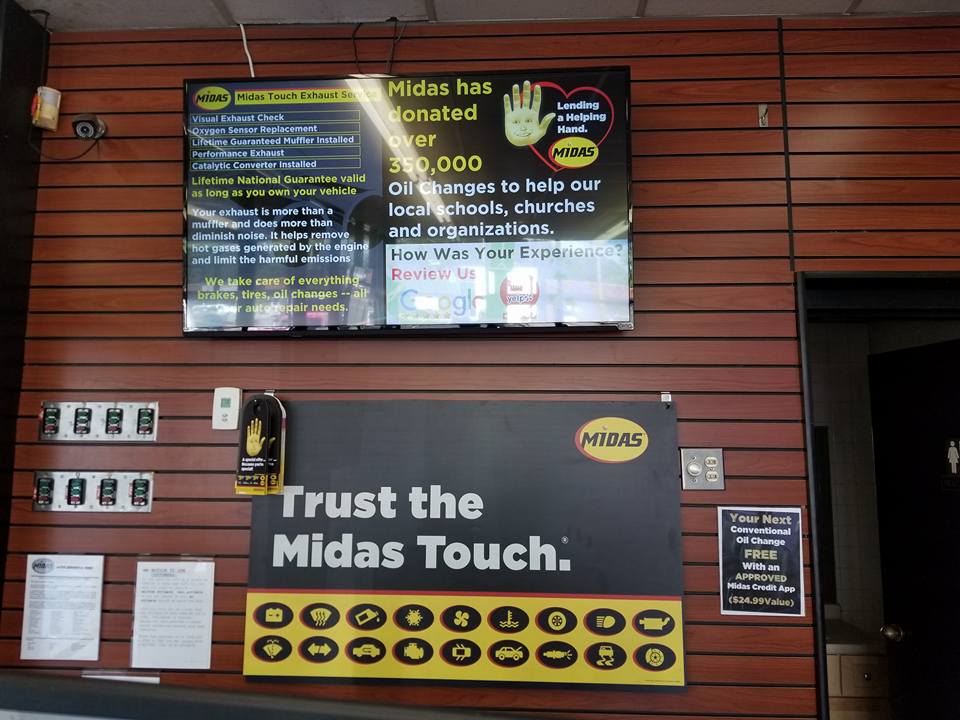 MIDAS
Midas Touch Exhaust Service
Visual Exhaust Check
Oxygen Sensor Replacement
Lifetime Guaranteed Muffler Installed
Performance Exhaust
Catalytic Converter Installed
Lifetime National Guarantee valid
as long as you own your vehicle
Your exhaust is more than a
muffler and does more than
diminish noise. It helps remove
hot gases generated by the engine
and limit the harmful emissions
We take care of everything
brakes, tires, oil changes -- all
your auto repair needs.
Midas has
donated
over
350,000
Oil Changes to help our
local schools, churches
and organizations.
Lending
a Helping
Hand.
MIDAS
How Was Your Experience?
Review Us
Google
yelp
MIDAS
Trust the
Midas Touch.®
Your Next
Conventional
Oil Change
FREE
With an
APPROVED
Midas Credit App
($24.99Value)
MIDAS